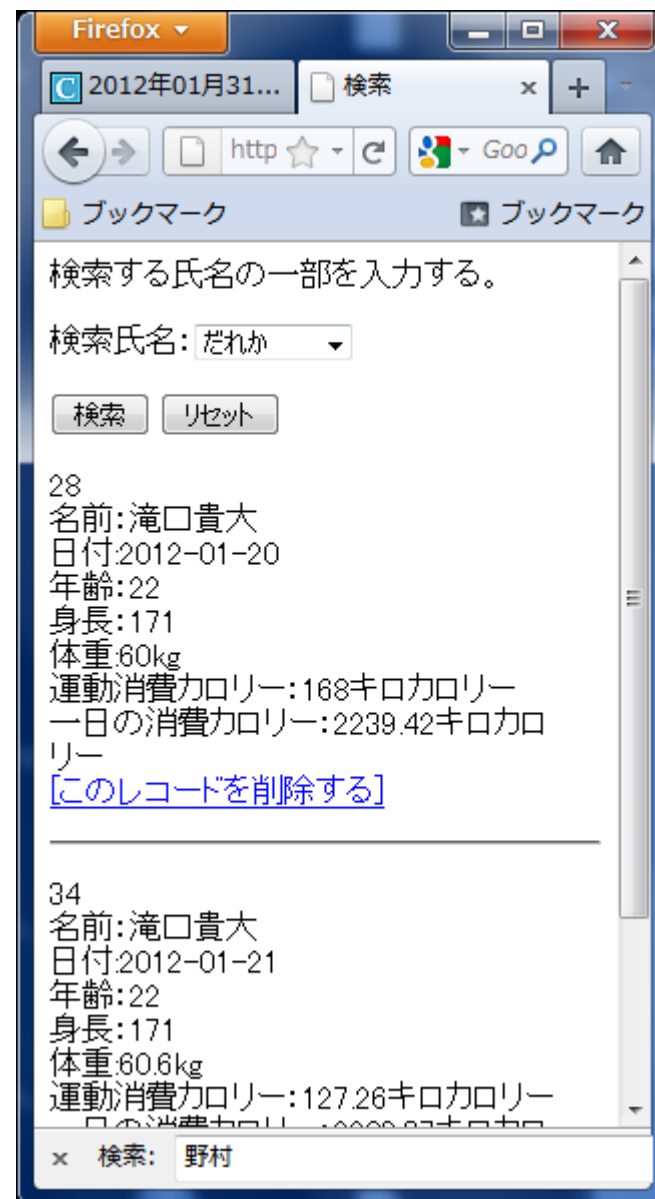 Firefox
2012年01月31...
検索
http
Goo
ブックマーク
ブックマーク
検索する氏名の一部を入力する。
検索氏名：だれか
検索 リセット
28
名前：滝口貴大
日付:2012-01-20
年齢：22
身長：171
体重:60kg
運動消費カロリー：168キロカロリー
一日の消費カロリー：2239.42キロカロ
リー
[このレコードを削除する]
34
名前：滝口貴大
日付:2012-01-21
年齢：22
身長：171
体重:60.6kg
運動消費カロリー：127.26キロカロリー
検索: 野村